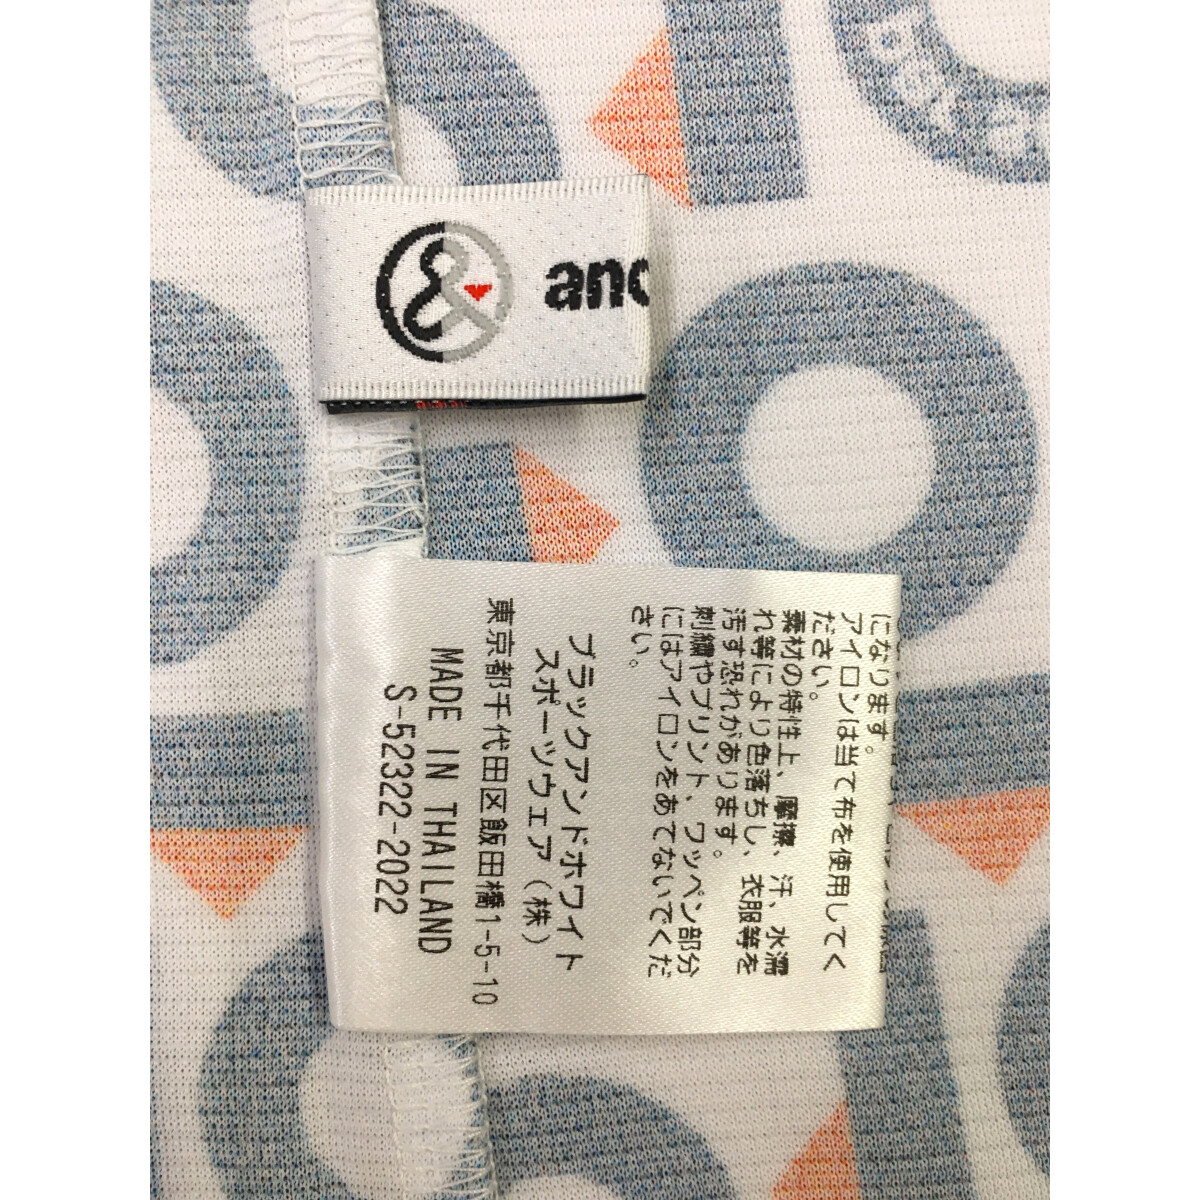 anc
になります。
アイロンは当て布を使用してく
ださい。
素材の特性上、摩擦、汗、水濡
れ等により色落ちし、衣服等を
汚す恐れがあります。
刺繍やプリント、ワッペン部分
にはアイロンをあてないでくだ
さい。
ブラックアンドホワイト
スポーツウェア（株）
東京都千代田区飯田橋1-5-10
MADE IN THAILAND
S-52322-2022